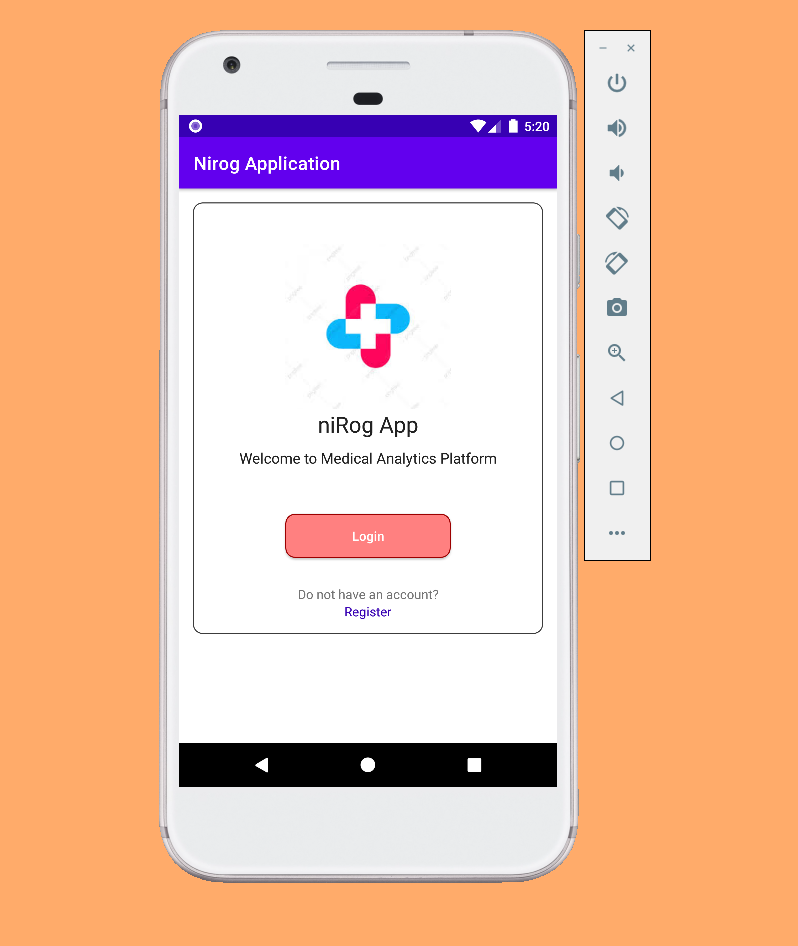 5:20
Nirog Application
niRog App
Welcome to Medical Analytics Platform
Login
Do not have an account?
Register